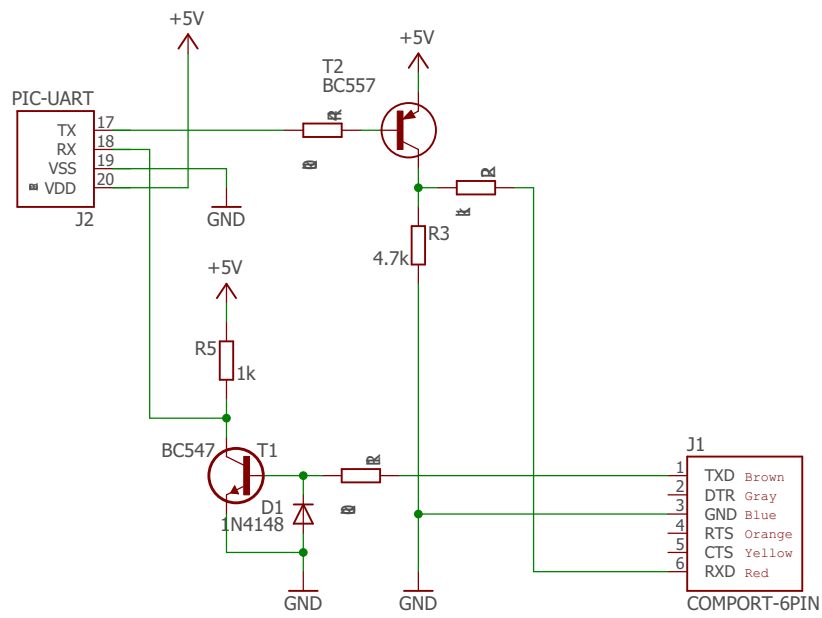 +5V
+5V
T2
BC557
PIC-UART
TX 17
RX 18
VSS 19
VDD 20
J2
GND
R3
4.7k
+5V
R5
1k
BC547 T1
D1
1N4148
GND
GND
J1
1 TXD Brown
2 DTR Gray
3 GND Blue
4 RTS Orange
5 CTS Yellow
6 RXD Red
COMPORT-6PIN